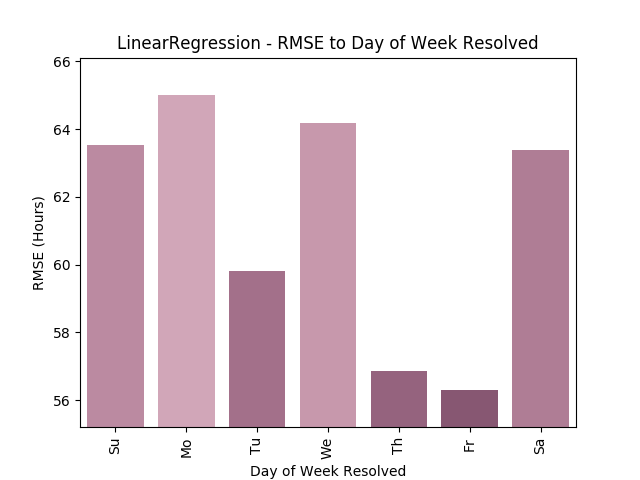 LinearRegression - RMSE to Day of Week Resolved
66
64
62
60
58
56
RMSE (Hours)
Su
Mo
Tu
We
Th
Fr
Sa
Day of Week Resolved